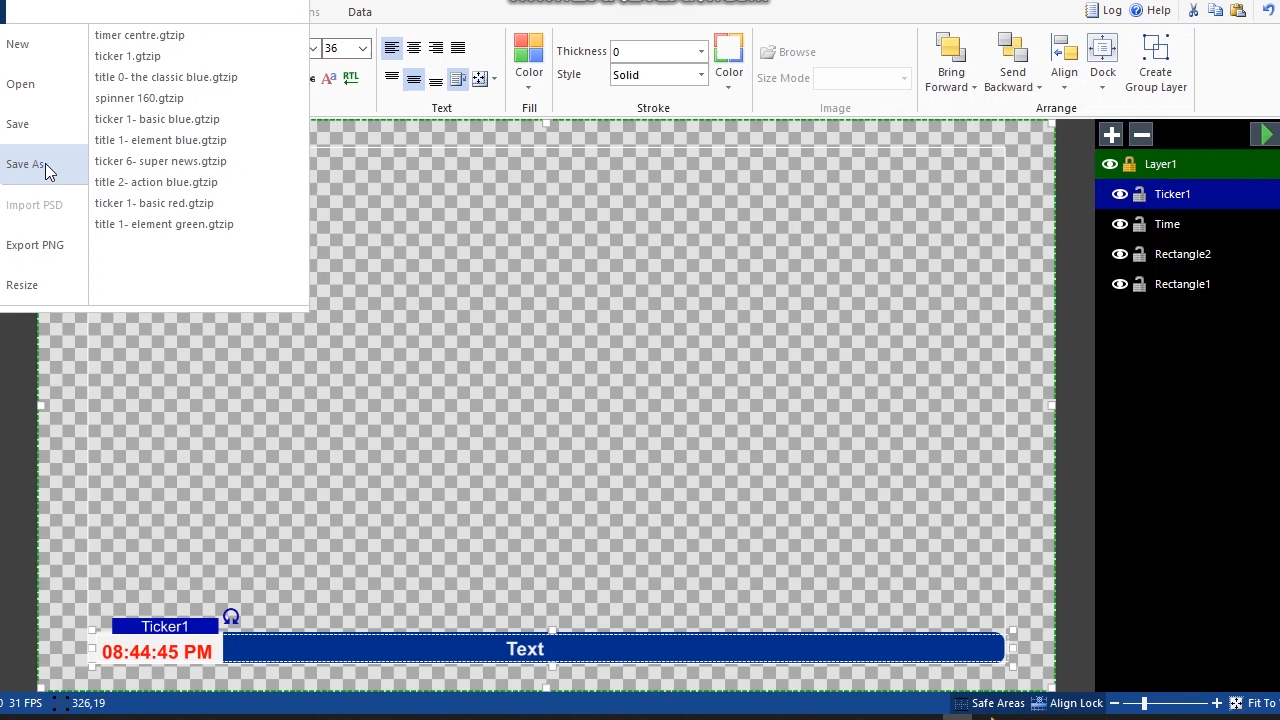 Data
Log
Help
timer centre.gtzip
36
Thickness
0
Browse
ticker 1.gtzip
title 0- the classic blue.gtzip
Open
Style
Solid
Size Mode
Color
Color
RTL
Bring
Forward
Send
Backward
Align
Dock
Create
Group Layer
spinner 160.gtzip
Text
Fill
Stroke
Image
Arrange
Save
ticker 1- basic blue.gtzip
title 1- element blue.gtzip
Save As
ticker 6- super news.gtzip
Layer1
title 2- action blue.gtzip
Ticker1
Import PSD
ticker 1- basic red.gtzip
title 1- element green.gtzip
Time
Export PNG
Rectangle2
Resize
Rectangle1
Ticker1
08:44:45 PM
Text
31 FPS
326,19
Safe Areas
Align Lock
Fit To